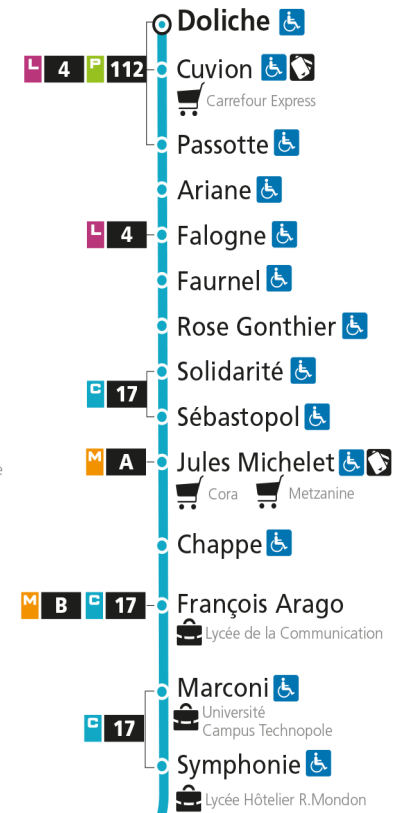 Doliche
L 4 P 112 Cuvion
Carrefour Express
Passotte
Ariane
L 4 Falogne
Faurnel
Rose Gonthier
Solidarité
C 17
Sébastopol
M A Jules Michelet
Cora Metzanine
Chappe
M B C 17 François Arago
Lycée de la Communication
Marconi
Université
C 17 Campus Technopole
Symphonie
Lycée Hôtelier R.Mondon